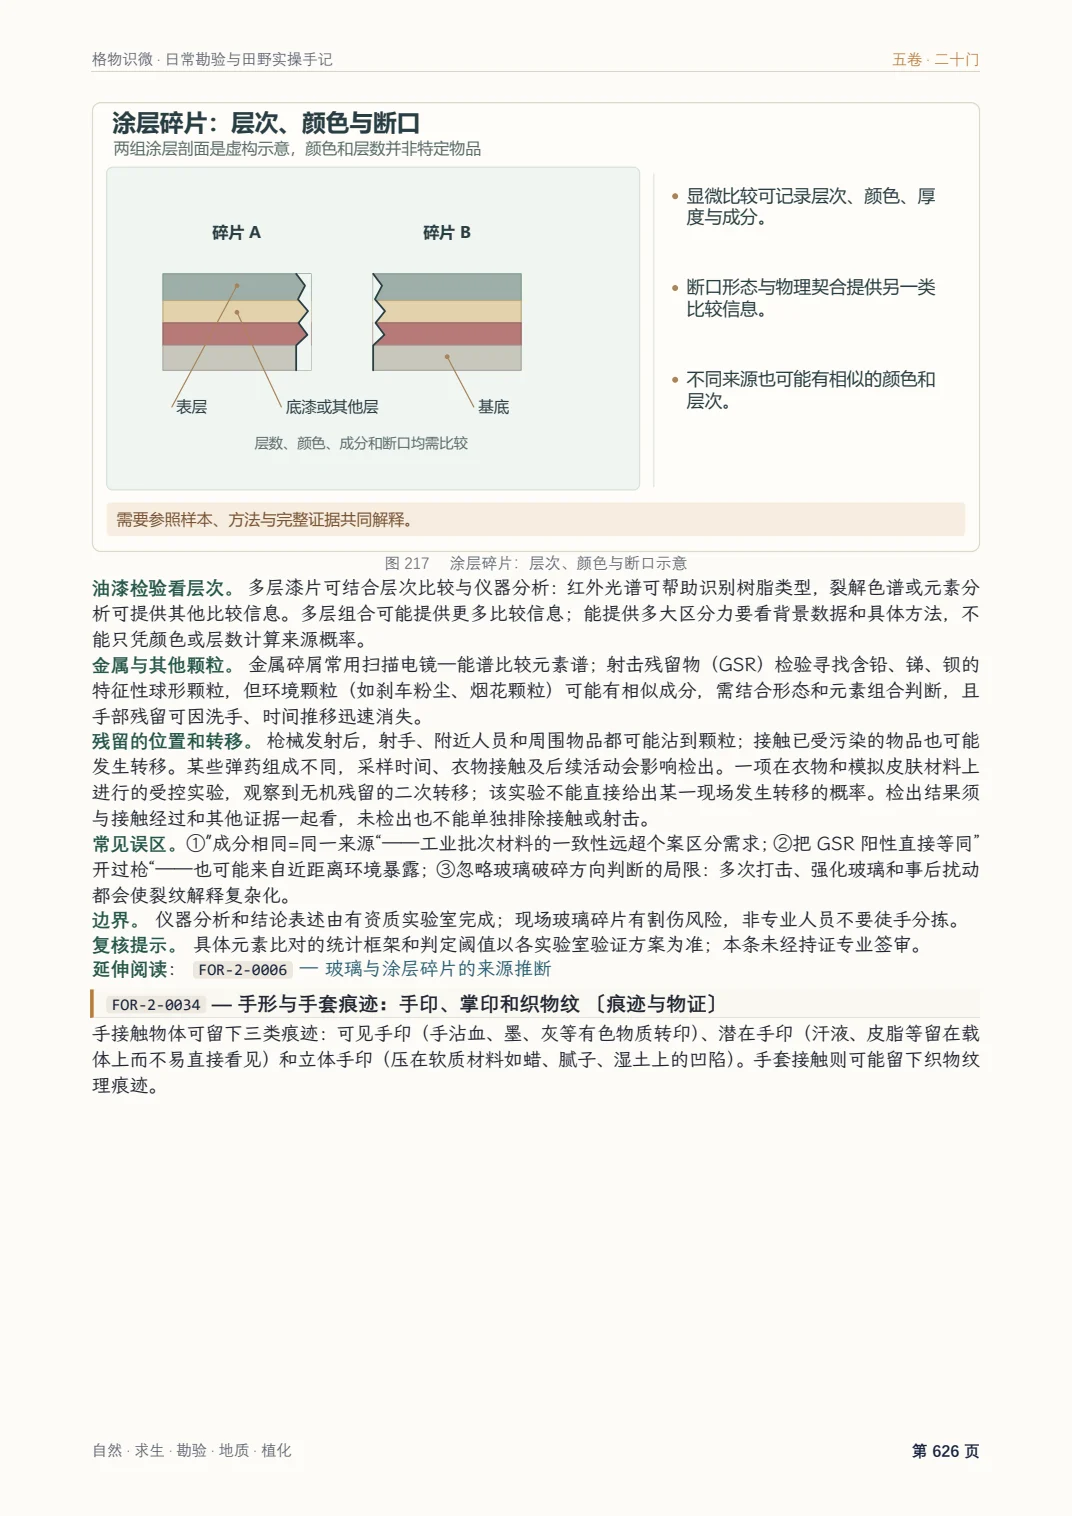 格物识微 · 日常勘验与田野实操手记
五卷 · 二十门
涂层碎片：层次、颜色与断口
两组涂层剖面是虚构示意，颜色和层数并非特定物品
碎片 A
碎片 B
表层
底漆或其他层
基底
层数、颜色、成分和断口均需比较
• 显微比较可记录层次、颜色、厚
度与成分。
• 断口形态与物理契合提供另一类
比较信息。
• 不同来源也可能有相似的颜色和
层次。
需要参照样本、方法与完整证据共同解释。
图 217 涂层碎片：层次、颜色与断口示意
油漆检验看层次。 多层漆片可结合层次比较与仪器分析：红外光谱可帮助识别树脂类型，裂解色谱或元素分
析可提供其他比较信息。多层组合可能提供更多比较信息；能提供多大区分力要看背景数据和具体方法，不
能只凭颜色或层数计算来源概率。
金属与其他颗粒。 金属碎屑常用扫描电镜—能谱比较元素谱；射击残留物（GSR）检验寻找含铅、锑、钡的
特征性球形颗粒，但环境颗粒（如刹车粉尘、烟花颗粒）可能有相似成分，需结合形态和元素组合判断，且
手部残留可因洗手、时间推移迅速消失。
残留的位置和转移。 枪械发射后，射手、附近人员和周围物品都可能沾到颗粒；接触已受污染的物品也可能
发生转移。某些弹药组成不同，采样时间、衣物接触及后续活动会影响检出。一项在衣物和模拟皮肤材料上
进行的受控实验，观察到无机残留的二次转移；该实验不能直接给出某一现场发生转移的概率。检出结果须
与接触经过和其他证据一起看，未检出也不能单独排除接触或射击。
常见误区。①”成分相同=同一来源“——工业批次材料的一致性远超个案区分需求；②把 GSR 阳性直接等同”
开过枪“——也可能来自近距离环境暴露；③忽略玻璃破碎方向判断的局限：多次打击、强化玻璃和事后扰动
都会使裂纹解释复杂化。
边界。 仪器分析和结论表述由有资质实验室完成；现场玻璃碎片有割伤风险，非专业人员不要徒手分拣。
复核提示。 具体元素比对的统计框架和判定阈值以各实验室验证方案为准；本条未经持证专业签审。
延伸阅读： FOR-2-0006 — 玻璃与涂层碎片的来源推断
FOR-2-0034 — 手形与手套痕迹：手印、掌印和织物纹 〔痕迹与物证〕
手接触物体可留下三类痕迹：可见手印（手沾血、墨、灰等有色物质转印）、潜在手印（汗液、皮脂等留在载
体上而不易直接看见）和立体手印（压在软质材料如蜡、腻子、湿土上的凹陷）。手套接触则可能留下织物纹
理痕迹。
自然 · 求生 · 勘验 · 地质 · 植化
第 626 页